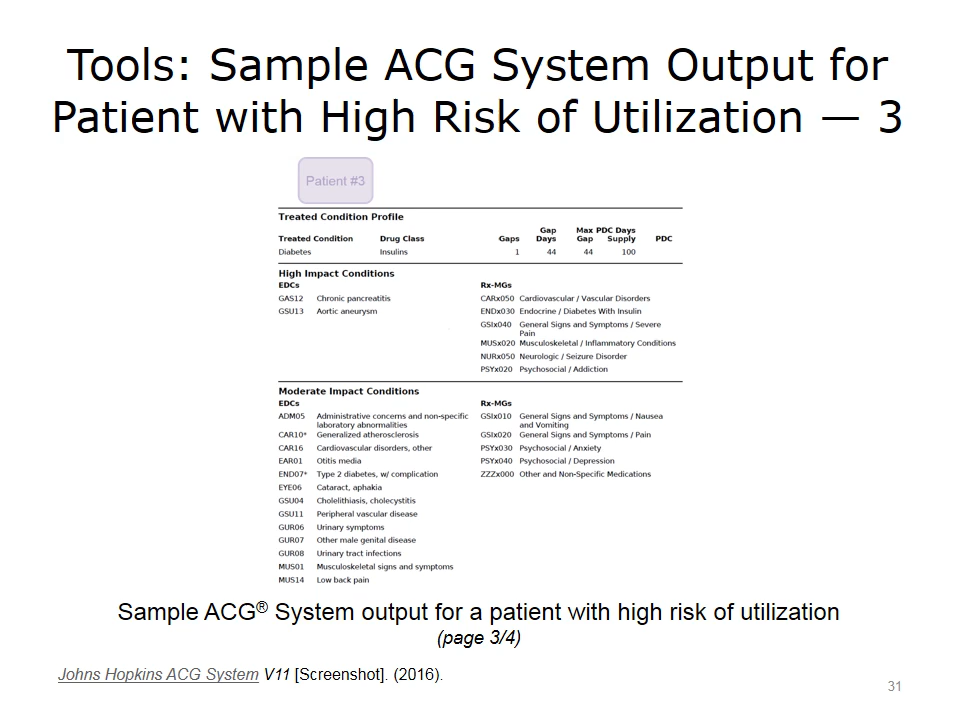 Tools: Sample ACG System Output for
Patient with High Risk of Utilization — 3
Patient #3
Treated Condition Profile
Treated Condition Drug Class Gaps Gap Days Max Gap PDC Days Supply PDC
Diabetes Insulins 1 44 44 100
High Impact Conditions
EDCs
GAS12 Chronic pancreatitis
GSU13 Aortic aneurysm
Rx-MGs
CARx050 Cardiovascular / Vascular Disorders
ENDx030 Endocrine / Diabetes With Insulin
GSIx040 General Signs and Symptoms / Severe
Pain
MUSx020 Musculoskeletal / Inflammatory Conditions
NURx050 Neurologic / Seizure Disorder
PSYx020 Psychosocial / Addiction
Moderate Impact Conditions
EDCs
ADM05 Administrative concerns and non-specific
laboratory abnormalities
CAR10* Generalized atherosclerosis
CAR16 Cardiovascular disorders, other
EAR01 Otitis media
END07* Type 2 diabetes, w/ complication
EYE06 Cataract, aphakia
GSU04 Cholelithiasis, cholecystitis
GSU11 Peripheral vascular disease
GUR06 Urinary symptoms
GUR07 Other male genital disease
GUR08 Urinary tract infections
MUS01 Musculoskeletal signs and symptoms
MUS14 Low back pain
Rx-MGs
GSIx010 General Signs and Symptoms / Nausea
and Vomiting
GSIx020 General Signs and Symptoms / Pain
PSYx030 Psychosocial / Anxiety
PSYx040 Psychosocial / Depression
ZZZx000 Other and Non-Specific Medications
Sample ACG® System output for a patient with high risk of utilization
(page 3/4)
Johns Hopkins ACG System V11 [Screenshot]. (2016).
31